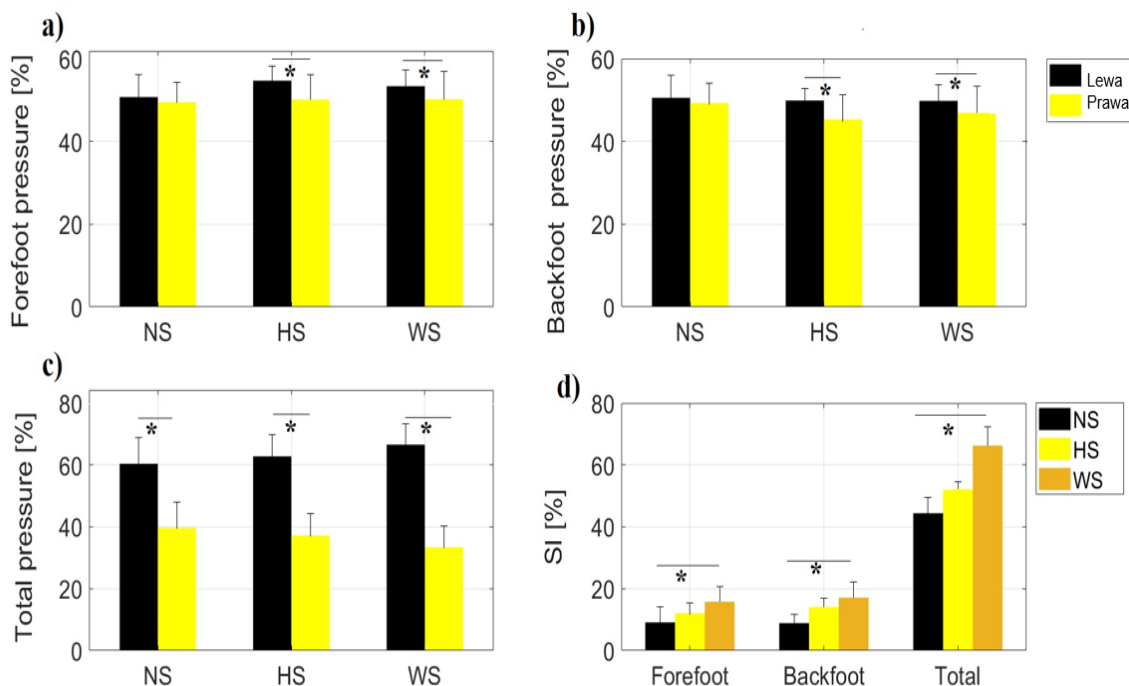 a)
Forefoot pressure [%]
60
40
20
0
*
*
NS HS WS
b)
Backfoot pressure [%]
60
40
20
0
*
*
NS HS WS
Lewa
Prawa
c)
Total pressure [%]
80
60
40
20
0
*
*
*
NS HS WS
d)
SI [%]
80
60
40
20
0
*
*
*
Forefoot Backfoot Total
NS
HS
WS